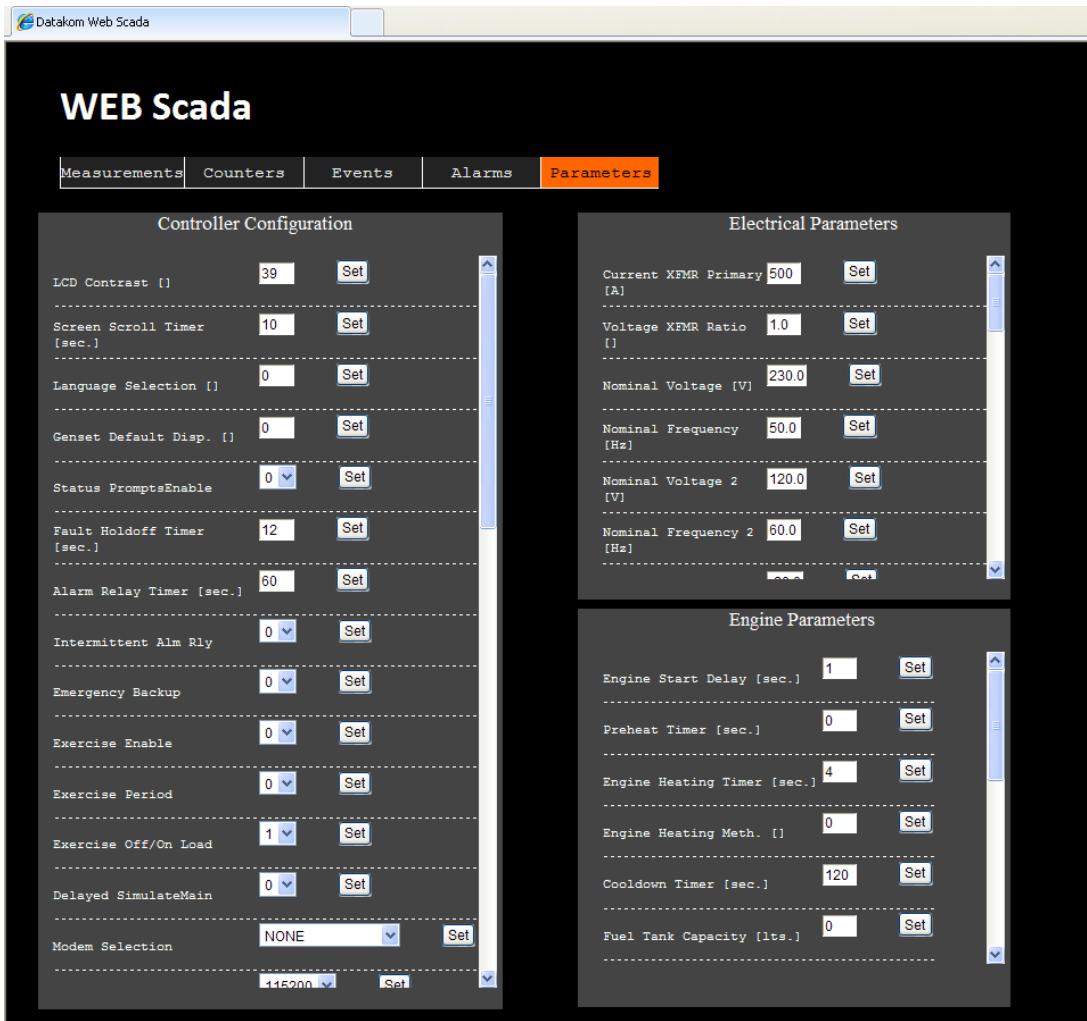 Datakom Web Scada
WEB Scada
Measurements Counters Events Alarms Parameters
Controller Configuration
LCD Contrast [] 39 Set
Screen Scroll Timer 10 Set
[sec.]
Language Selection [] 0 Set
Genset Default Disp. [] 0 Set
Status PromptsEnable 0 Set
Fault Holdoff Timer 12 Set
[sec.]
Alarm Relay Timer [sec.] 60 Set
Intermittent Alm Rly 0 Set
Emergency Backup 0 Set
Exercise Enable 0 Set
Exercise Period 0 Set
Exercise Off/On Load 1 Set
Delayed SimulateMain 0 Set
Modem Selection NONE Set
115200 Set
Electrical Parameters
Current XFMR Primary 500 Set
[A]
Voltage XFMR Ratio 1.0 Set
[]
Nominal Voltage [V] 230.0 Set
Nominal Frequency 50.0 Set
[Hz]
Nominal Voltage 2 120.0 Set
[V]
Nominal Frequency 2 60.0 Set
[Hz]
Set
Engine Parameters
Engine Start Delay [sec.] 1 Set
Preheat Timer [sec.] 0 Set
Engine Heating Timer [sec.] 4 Set
Engine Heating Meth. [] 0 Set
Cooldown Timer [sec.] 120 Set
Fuel Tank Capacity [lts.] 0 Set